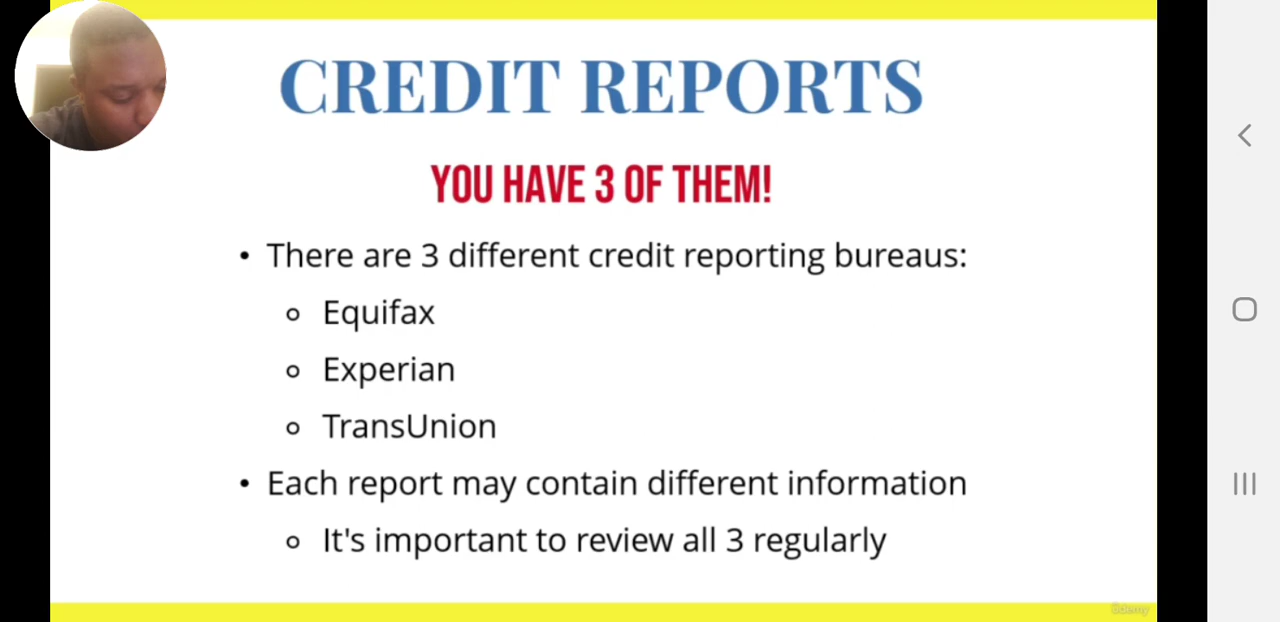 CREDIT REPORTS
YOU HAVE 3 OF THEM!
• There are 3 different credit reporting bureaus:
○ Equifax
○ Experian
○ TransUnion
• Each report may contain different information
○ It's important to review all 3 regularly
Udemy